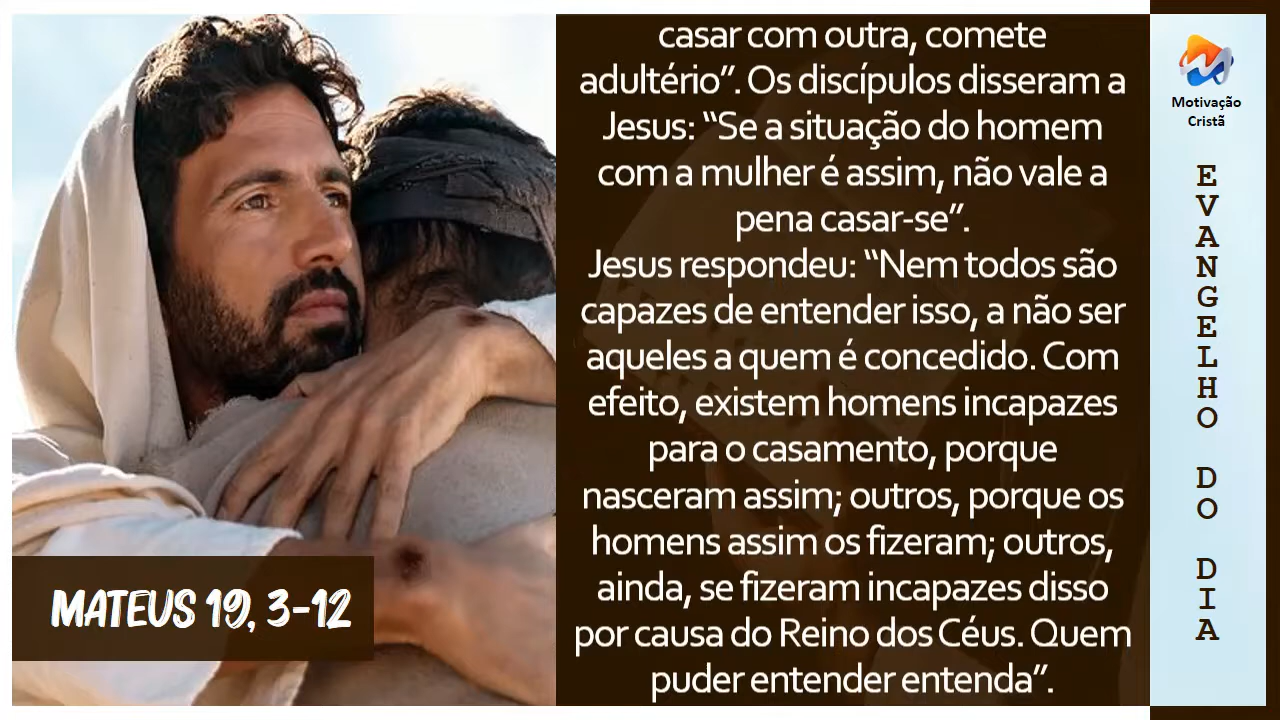 casar com outra, comete
adultério”. Os discípulos disseram a
Jesus: “Se a situação do homem
com a mulher é assim, não vale a
pena casar-se”.
Jesus respondeu: “Nem todos são
capazes de entender isso, a não ser
aqueles a quem é concedido. Com
efeito, existem homens incapazes
para o casamento, porque
nasceram assim; outros, porque os
homens assim os fizeram; outros,
ainda, se fizeram incapazes disso
por causa do Reino dos Céus. Quem
puder entender entenda”.
MATEUS 19, 3-12
Motivação
Cristã
EVANGELHO DO DIA